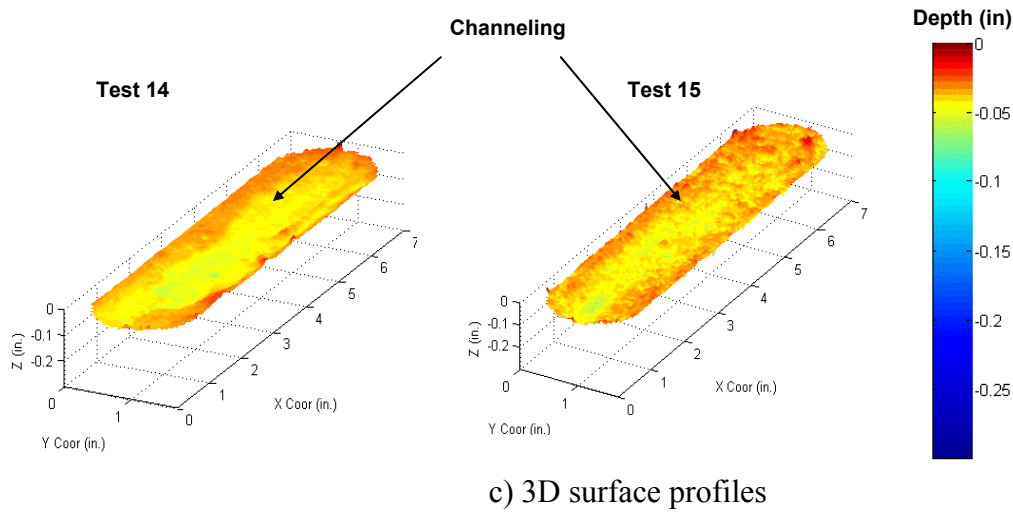 Channeling
Depth (in)
Test 14
Test 15
0
-0.05
-0.1
-0.15
-0.2
-0.25
0
-0.1
-0.2
Z (in.)
0
1
Y Coor (in.)
0
1
2
3
4
5
6
7
X Coor (in.)
0
-0.1
-0.2
Z (in.)
0
1
Y Coor (in.)
0
1
2
3
4
5
6
7
X Coor (in.)
c) 3D surface profiles